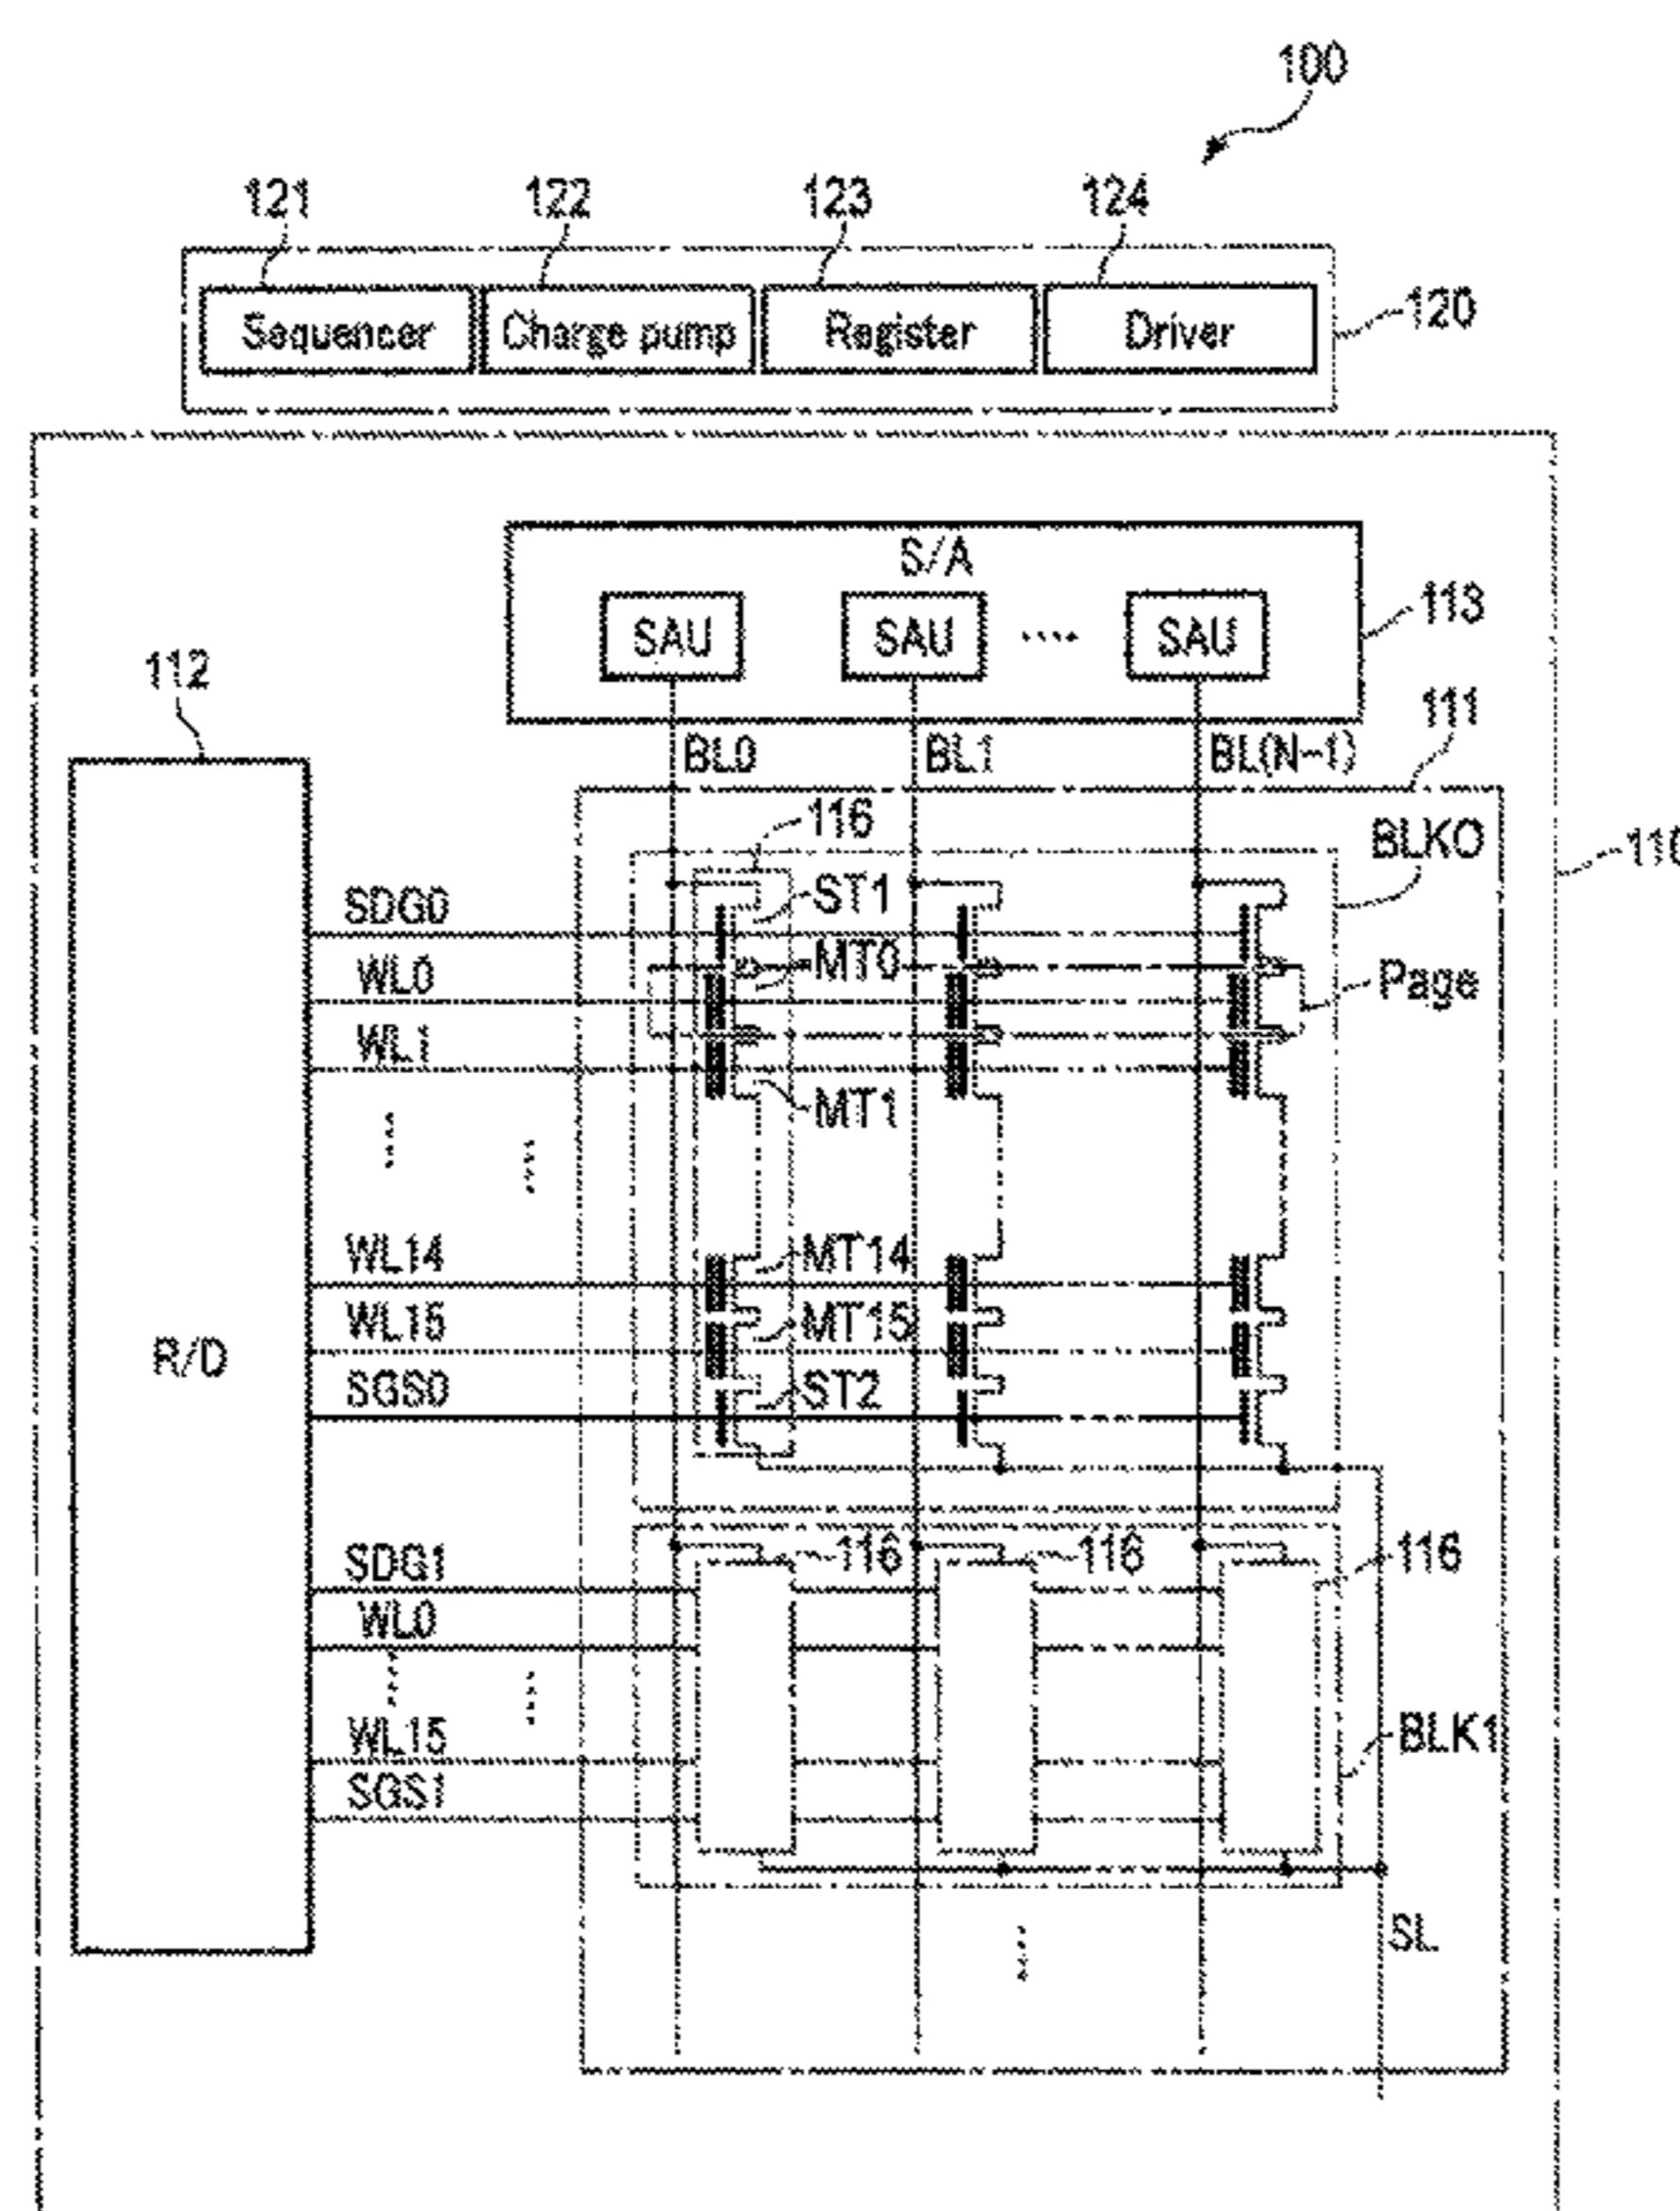 100
121 122 123 124
Sequencer Charge pump Register Driver
120
S/A
SAU SAU SAU
113
112
111
BL0 BL1 BL(N-1)
116
BLK0
110
SDG0
ST1
WL0
MT0
Page
WL1
MT1
WL14
MT14
WL15
MT15
R/D
SGS0
ST2
SDG1
116 116 116
WL0
WL15
BLK1
SGS1
SL